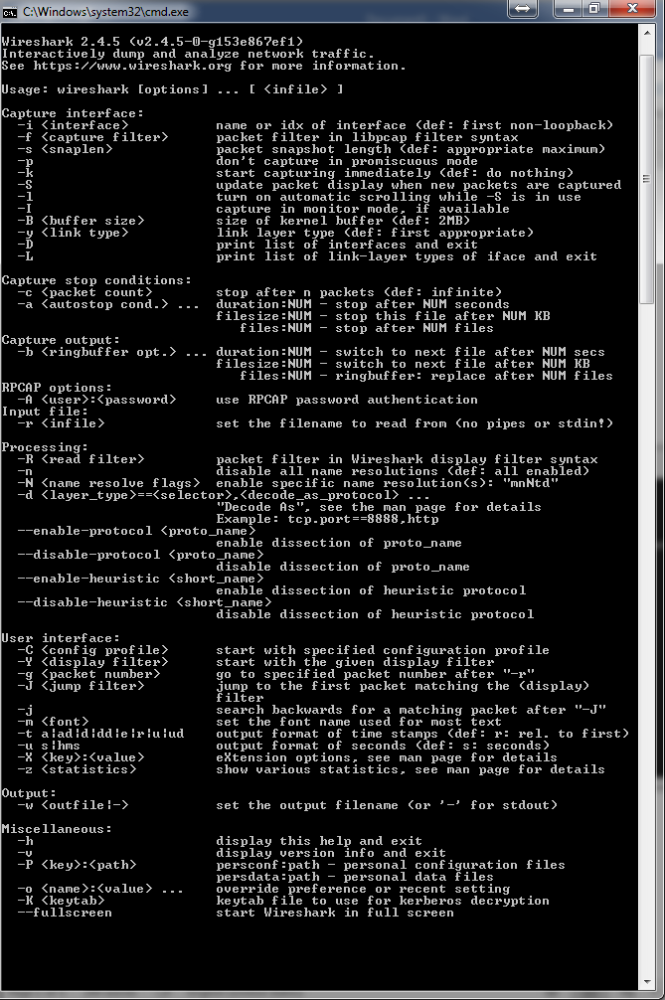 C:\Windows\system32\cmd.exe
Wireshark 2.4.5 (v2.4.5-0-g153e867ef1)
Interactively dump and analyze network traffic.
See https://www.wireshark.org for more information.
Usage: wireshark [options] ... [ <infile> ]
Capture interface:
-i <interface> name or idx of interface (def: first non-loopback)
-f <capture filter> packet filter in libpcap filter syntax
-s <snaplen> packet snapshot length (def: appropriate maximum)
-p don't capture in promiscuous mode
-k start capturing immediately (def: do nothing)
-S update packet display when new packets are captured
-l turn on automatic scrolling while -S is in use
-I capture in monitor mode, if available
-B <buffer size> size of kernel buffer (def: 2MB)
-y <link type> link layer type (def: first appropriate)
-D print list of interfaces and exit
-L print list of link-layer types of iface and exit
Capture stop conditions:
-c <packet count> stop after n packets (def: infinite)
-a <autostop cond.> ... duration:NUM - stop after NUM seconds
filesize:NUM - stop this file after NUM KB
files:NUM - stop after NUM files
Capture output:
-b <ringbuffer opt.> ... duration:NUM - switch to next file after NUM secs
filesize:NUM - switch to next file after NUM KB
files:NUM - ringbuffer: replace after NUM files
RPCAP options:
-A <user>:<password> use RPCAP password authentication
Input file:
-r <infile> set the filename to read from (no pipes or stdin!)
Processing:
-R <read filter> packet filter in Wireshark display filter syntax
-n disable all name resolutions (def: all enabled)
-N <name resolve flags> enable specific name resolution(s): "mnNtd"
-d <layer_type>==<selector>,<decode_as_protocol> ...
"Decode As", see the man page for details
Example: tcp.port==8888,http
--enable-protocol <proto_name>
enable dissection of proto_name
--disable-protocol <proto_name>
disable dissection of proto_name
--enable-heuristic <short_name>
enable dissection of heuristic protocol
--disable-heuristic <short_name>
disable dissection of heuristic protocol
User interface:
-C <config profile> start with specified configuration profile
-Y <display filter> start with the given display filter
-g <packet number> go to specified packet number after "-r"
-J <jump filter> jump to the first packet matching the (display)
filter
-j search backwards for a matching packet after "-J"
-m <font> set the font name used for most text
-t a|ad|d|dd|e|r|u|ud output format of time stamps (def: r: rel. to first)
-u s|hms output format of seconds (def: s: seconds)
-X <key>:<value> eXtension options, see man page for details
-z <statistics> show various statistics, see man page for details
Output:
-w <outfile|-> set the output filename (or '-' for stdout)
Miscellaneous:
-h display this help and exit
-v display version info and exit
-P <key>:<path> persconf:path - personal configuration files
persdata:path - personal data files
-o <name>:<value> ... override preference or recent setting
-K <keytab> keytab file to use for kerberos decryption
--fullscreen start Wireshark in full screen